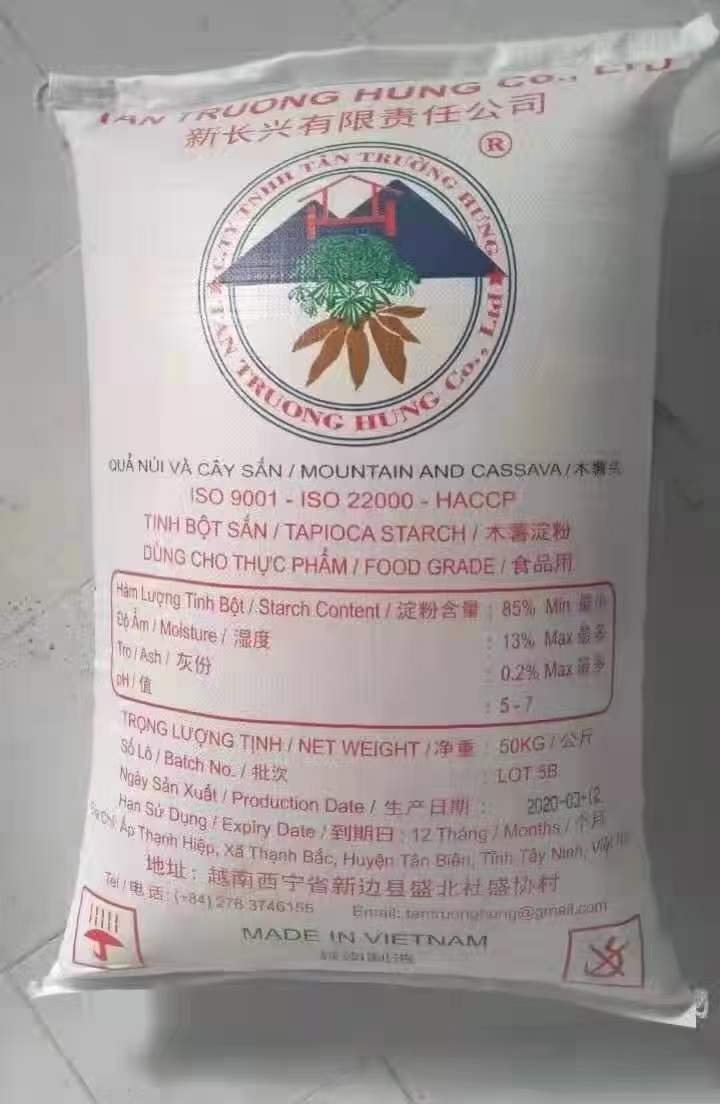 TAN TRUONG HUNG Co., Ltd
新长兴有限责任公司
®
C.TY TNHH TÂN TRƯỜNG HƯNG
TAN TRUONG HUNG Co., Ltd
QUẢ NÚI VÀ CÂY SẮN / MOUNTAIN AND CASSAVA / 木薯
ISO 9001 - ISO 22000 - HACCP
TINH BỘT SẮN / TAPIOCA STARCH / 木薯淀粉
DÙNG CHO THỰC PHẨM / FOOD GRADE / 食品用
Hàm Lượng Tinh Bột / Starch Content / 淀粉含量 : 85% Min 最小
Độ Ẩm / Moisture / 湿度 : 13% Max 最多
Tro / Ash / 灰份 : 0.2% Max 最多
pH / 值 : 5 - 7
TRỌNG LƯỢNG TỊNH / NET WEIGHT / 净重 : 50KG / 公斤
Số Lô / Batch No. / 批次 : LOT 5B
Ngày Sản Xuất / Production Date / 生产日期 : 2020-03-12
Hạn Sử Dụng / Expiry Date / 到期日 : 12 Tháng / Months / 个月
Địa Chỉ: Ấp Thạnh Hiệp, Xã Thạnh Bắc, Huyện Tân Biên, Tỉnh Tây Ninh, Việt
地址: 越南西宁省新边县盛北社盛协村
Tel / 电话: (+84) 276 3746155 Email: tantruonghung@gmail.com
MADE IN VIETNAM